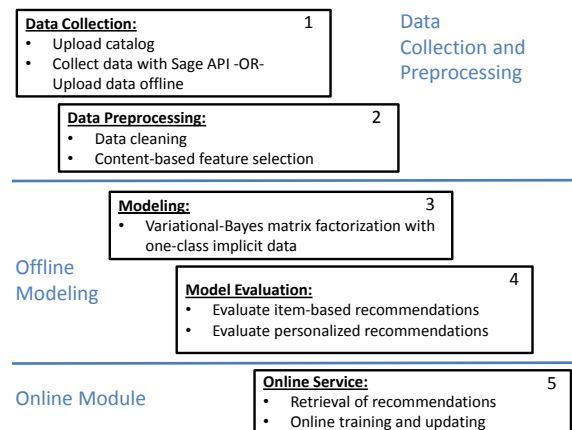 Data Collection: 1
• Upload catalog
• Collect data with Sage API -OR-
Upload data offline
Data
Collection and
Preprocessing
Data Preprocessing: 2
• Data cleaning
• Content-based feature selection
Modeling: 3
• Variational-Bayes matrix factorization with
one-class implicit data
Offline
Modeling
Model Evaluation: 4
• Evaluate item-based recommendations
• Evaluate personalized recommendations
Online Module
Online Service: 5
• Retrieval of recommendations
• Online training and updating